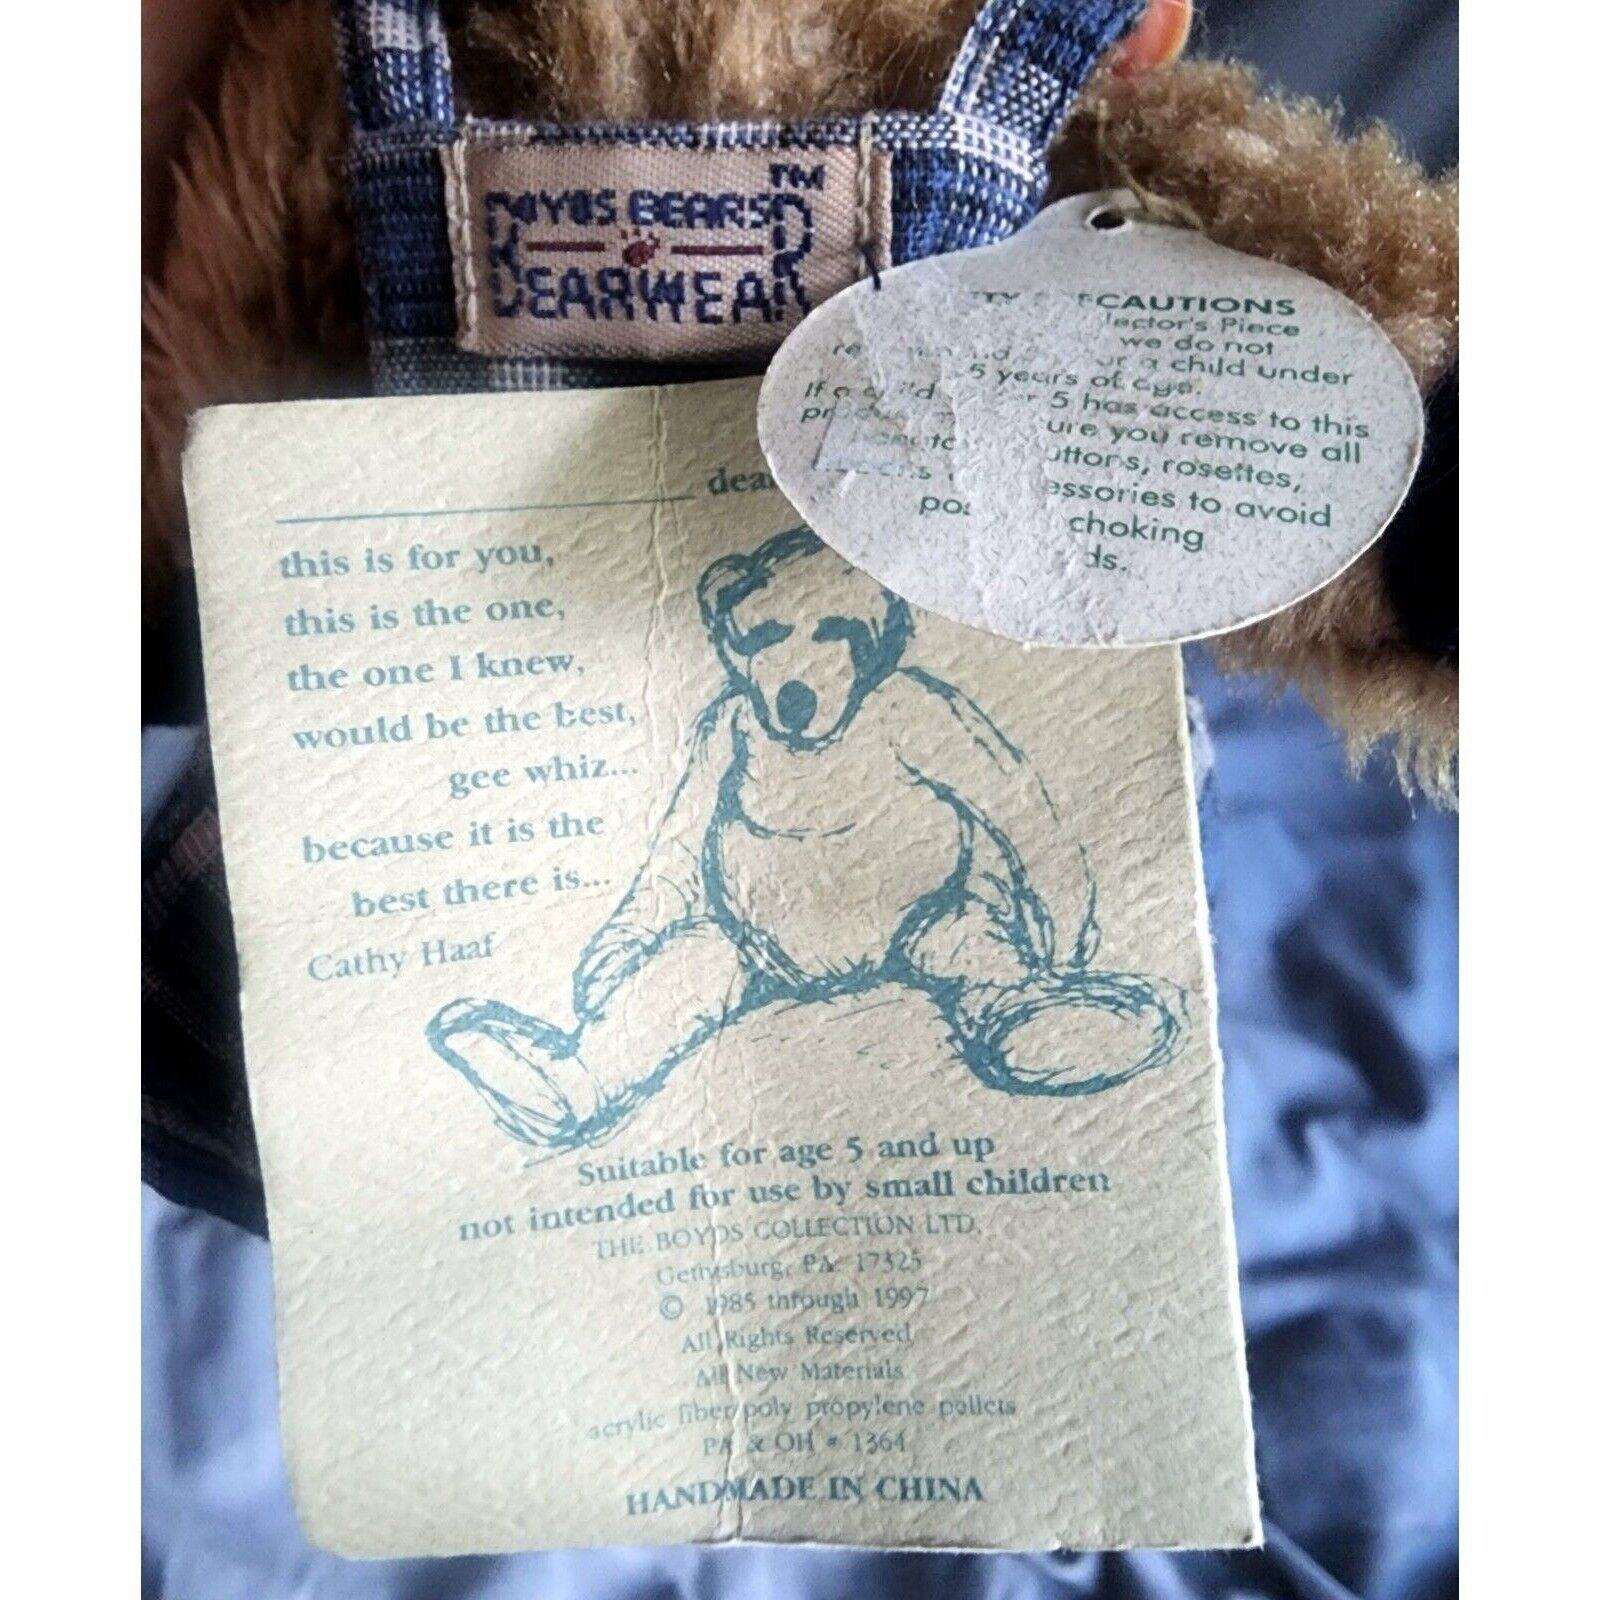 BOYDS BEARS TM
BEARWEAR
CAUTIONS
Piece
we do not
a child under
5 years of age.
5 has access to this
you remove all
rosettes,
to avoid
choking
this is for you,
this is the one,
the one I knew,
would be the best,
gee whiz...
because it is the
best there is...
Cathy Haaf
Suitable for age 5 and up
not intended for use by small children
THE BOYDS COLLECTION LTD.
Gettysburg, PA. 17325
© 1985 through 1997
All Rights Reserved
All New Materials
acrylic fiber/poly propylene pellets
PA & OH # 1364
HANDMADE IN CHINA